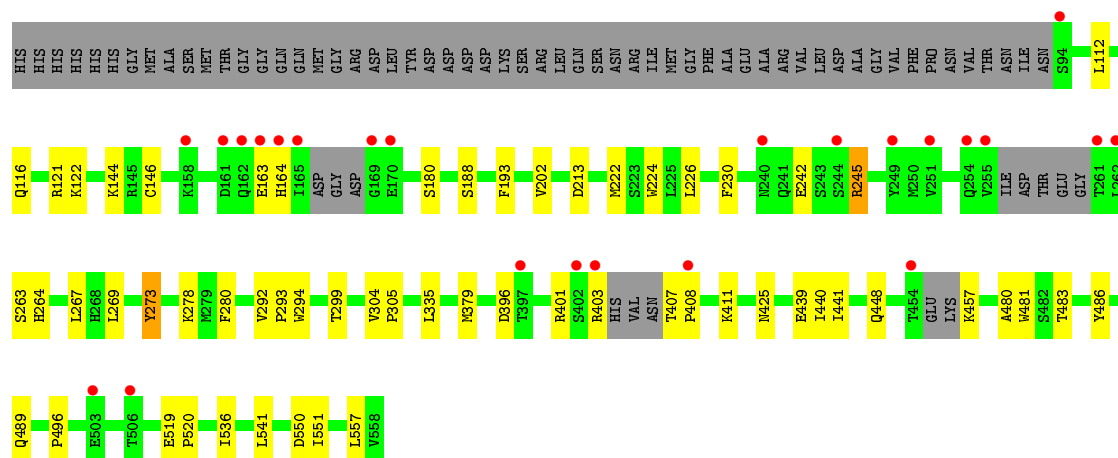 HIS HIS HIS HIS HIS HIS GLY MET ALA SER MET THR GLY GLY GLN GLN MET GLY ARG ASP LEU TYR ASP ASP ASP ASP LYS SER ARG LEU GLN SER ASN ARG ILE MET GLY PHE ALA GLU ALA ARG VAL LEU ASP ALA GLY VAL PHE PRO ASN VAL THR ASN ILE ASN S94 L112
Q116 R121 K122 K144 R145 C146 K158 D161 Q162 E163 H164 I165 ASP GLY ASP G169 E170 S180 S188 F193 V202 D213 M222 S223 W224 L225 L226 F230 N240 Q241 E242 S243 S244 R245 Y249 M250 V251 Q254 V255 ILE ASP THR GLU GLY T261 L262
S263 H264 L267 H268 L269 Y273 K278 M279 F280 V292 P293 W294 T299 V304 P305 L335 M379 D396 T397 R401 S402 R403 HIS VAL ASN T407 P408 K411 N425 E439 I440 I441 Q448 T454 GLU LYS K457 A480 W481 S482 T483 Y486
Q489 P496 E503 T506 E519 P520 I536 L541 D550 I551 L557 V558